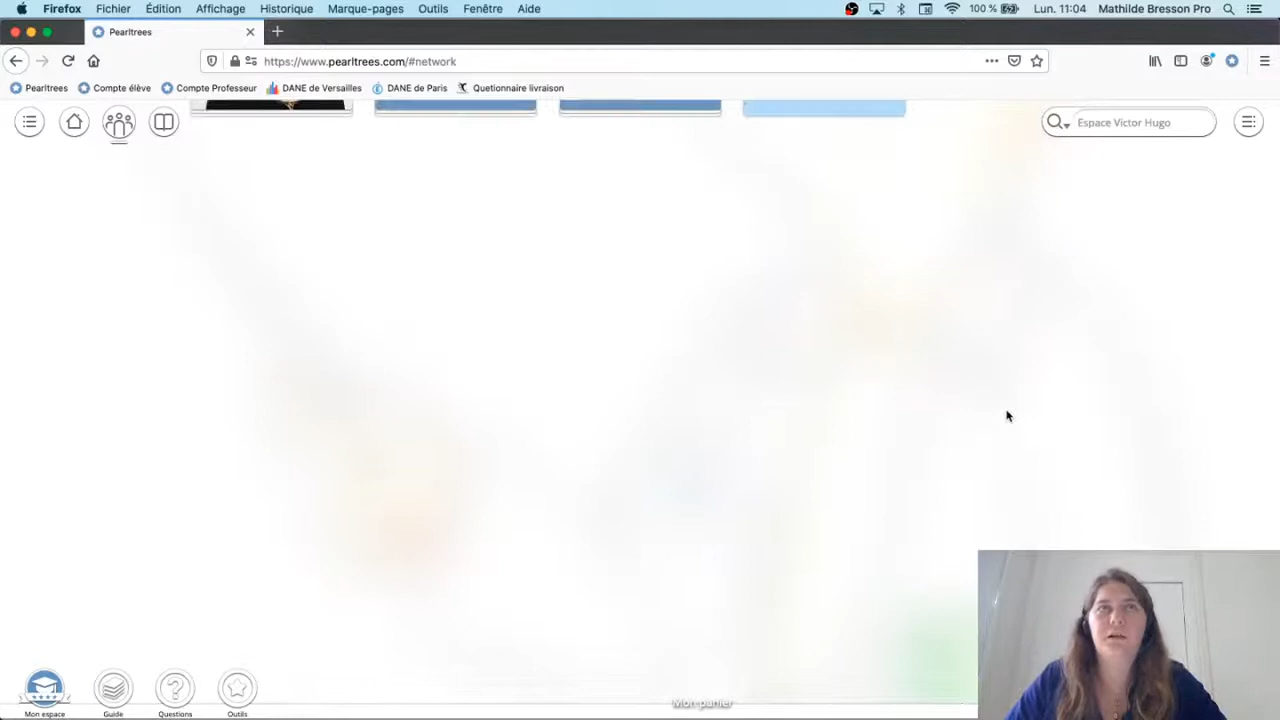 Firefox Fichier Édition Affichage Historique Marque-pages Outils Fenêtre Aide 100 % Lun. 11:04 Mathilde Bresson Pro
Pearltrees
https://www.pearltrees.com/#network
Pearltrees Compte élève Compte Professeur DANE de Versailles DANE de Paris Quetionnaire livraison
Espace Victor Hugo
Mon espace Guide Questions Outils
Mon panier